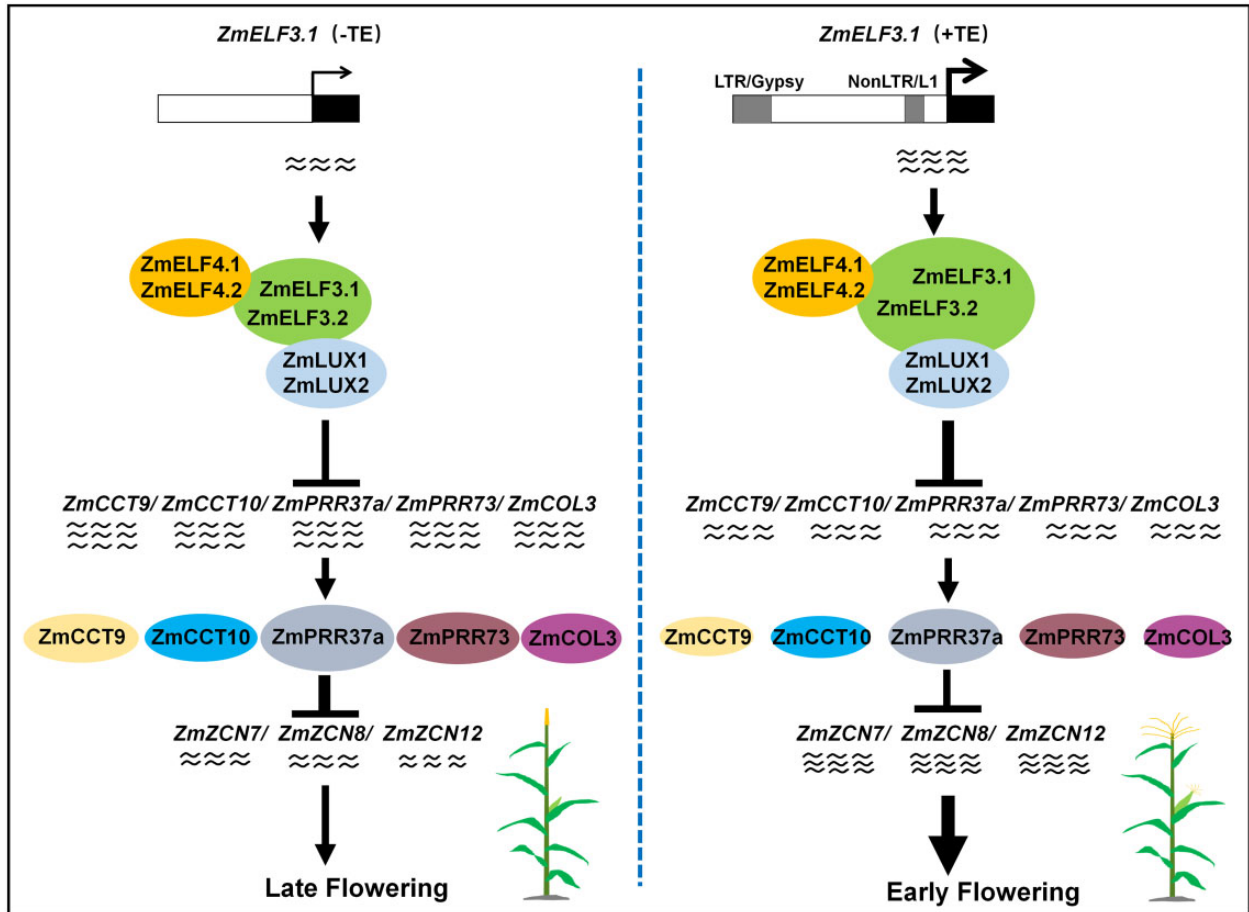 ZmELF3.1 (-TE)
ZmELF4.1
ZmELF4.2
ZmELF3.1
ZmELF3.2
ZmLUX1
ZmLUX2
ZmCCT9/ ZmCCT10/ ZmPRR37a/ ZmPRR73/ ZmCOL3
ZmCCT9 ZmCCT10 ZmPRR37a ZmPRR73 ZmCOL3
ZmZCN7/ ZmZCN8/ ZmZCN12
Late Flowering
ZmELF3.1 (+TE)
LTR/Gypsy NonLTR/L1
ZmELF4.1
ZmELF4.2
ZmELF3.1
ZmELF3.2
ZmLUX1
ZmLUX2
ZmCCT9/ ZmCCT10/ ZmPRR37a/ ZmPRR73/ ZmCOL3
ZmCCT9 ZmCCT10 ZmPRR37a ZmPRR73 ZmCOL3
ZmZCN7/ ZmZCN8/ ZmZCN12
Early Flowering